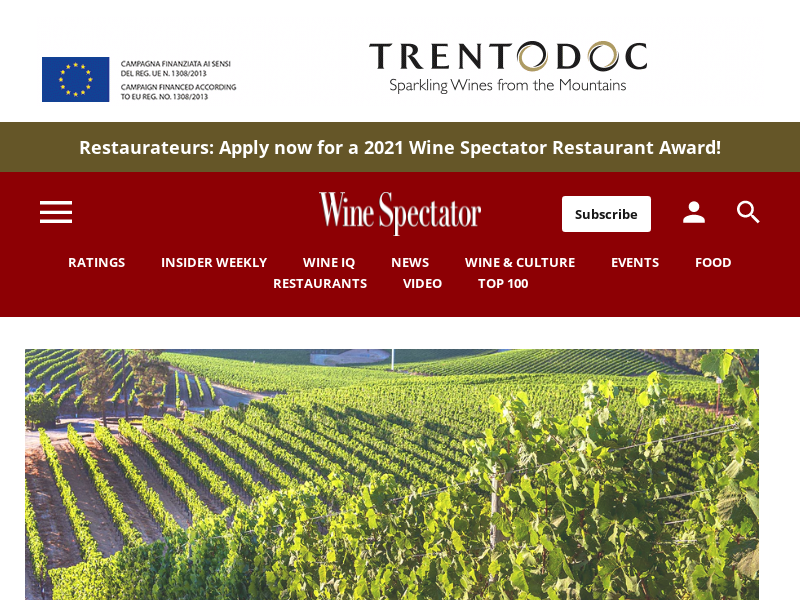 CAMPAGNA FINANZIATA AI SENSI
DEL REG. UE N. 1308/2013
CAMPAIGN FINANCED ACCORDING
TO EU REG. NO. 1308/2013
TRENTODOC
Sparkling Wines from the Mountains
Restaurateurs: Apply now for a 2021 Wine Spectator Restaurant Award!
Wine Spectator
Subscribe
RATINGS INSIDER WEEKLY WINE IQ NEWS WINE & CULTURE EVENTS FOOD
RESTAURANTS VIDEO TOP 100